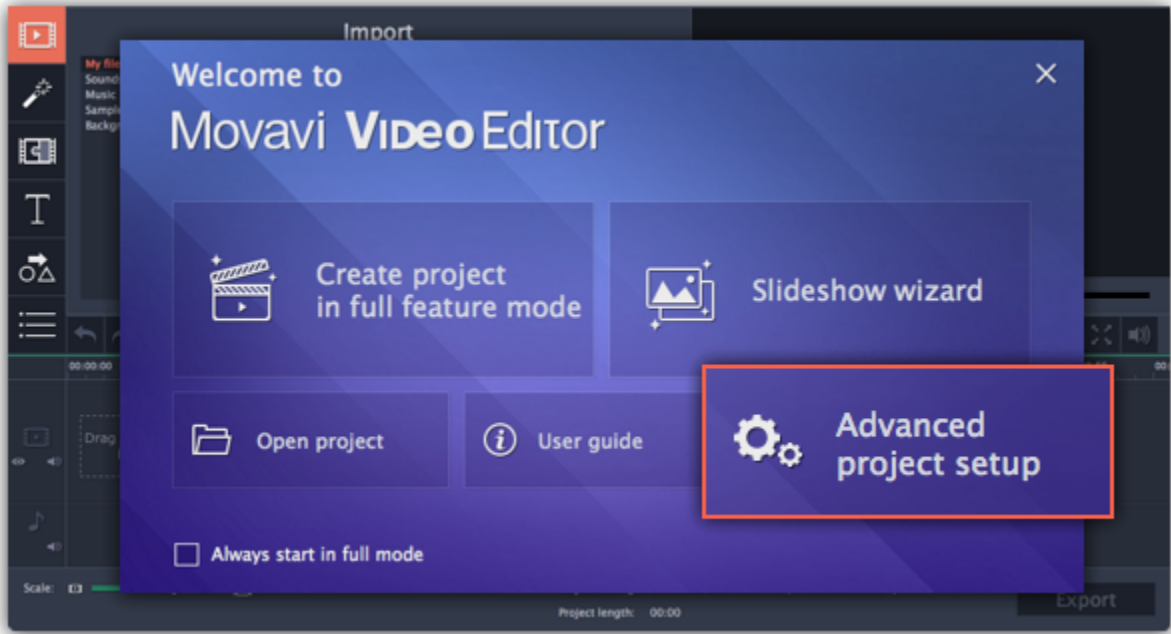 Import
My file
Sound
Music
Sampl
Backgr
Welcome to
Movavi VIDEO EDITOR
Create project
in full feature mode
Slideshow wizard
Open project
User guide
Advanced
project setup
Always start in full mode
00:00:00
Drag
Scale:
Project length: 00:00
Export